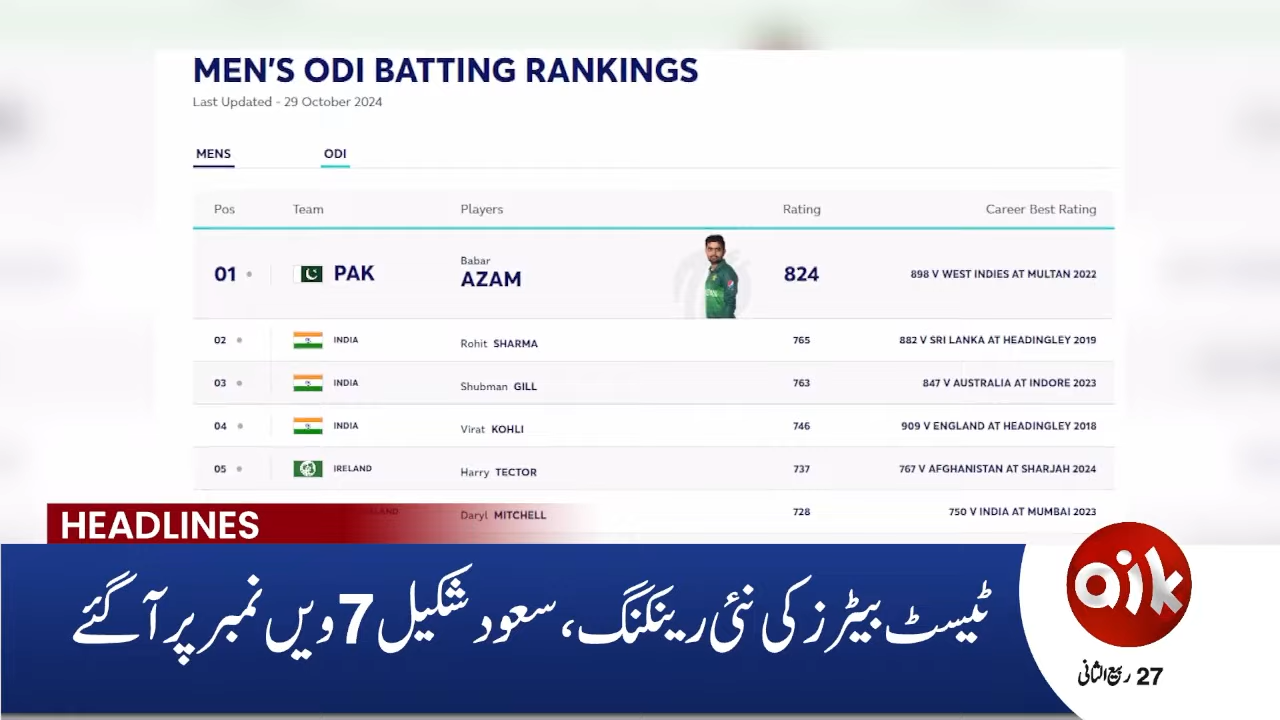 MEN'S ODI BATTING RANKINGS
Last Updated - 29 October 2024
MENS ODI
Pos Team Players Rating Career Best Rating
01 PAK Babar AZAM 824 898 V WEST INDIES AT MULTAN 2022
02 INDIA Rohit SHARMA 765 882 V SRI LANKA AT HEADINGLEY 2019
03 INDIA Shubman GILL 763 847 V AUSTRALIA AT INDORE 2023
04 INDIA Virat KOHLI 746 909 V ENGLAND AT HEADINGLEY 2018
05 IRELAND Harry TECTOR 737 767 V AFGHANISTAN AT SHARJAH 2024
Daryl MITCHELL 728 750 V INDIA AT MUMBAI 2023
HEADLINES
ٹیسٹ بیٹرز کی نئی رینکنگ، سعود شکیل 7 ویں نمبر پر آگئے
aik
27 ربیع الثانی